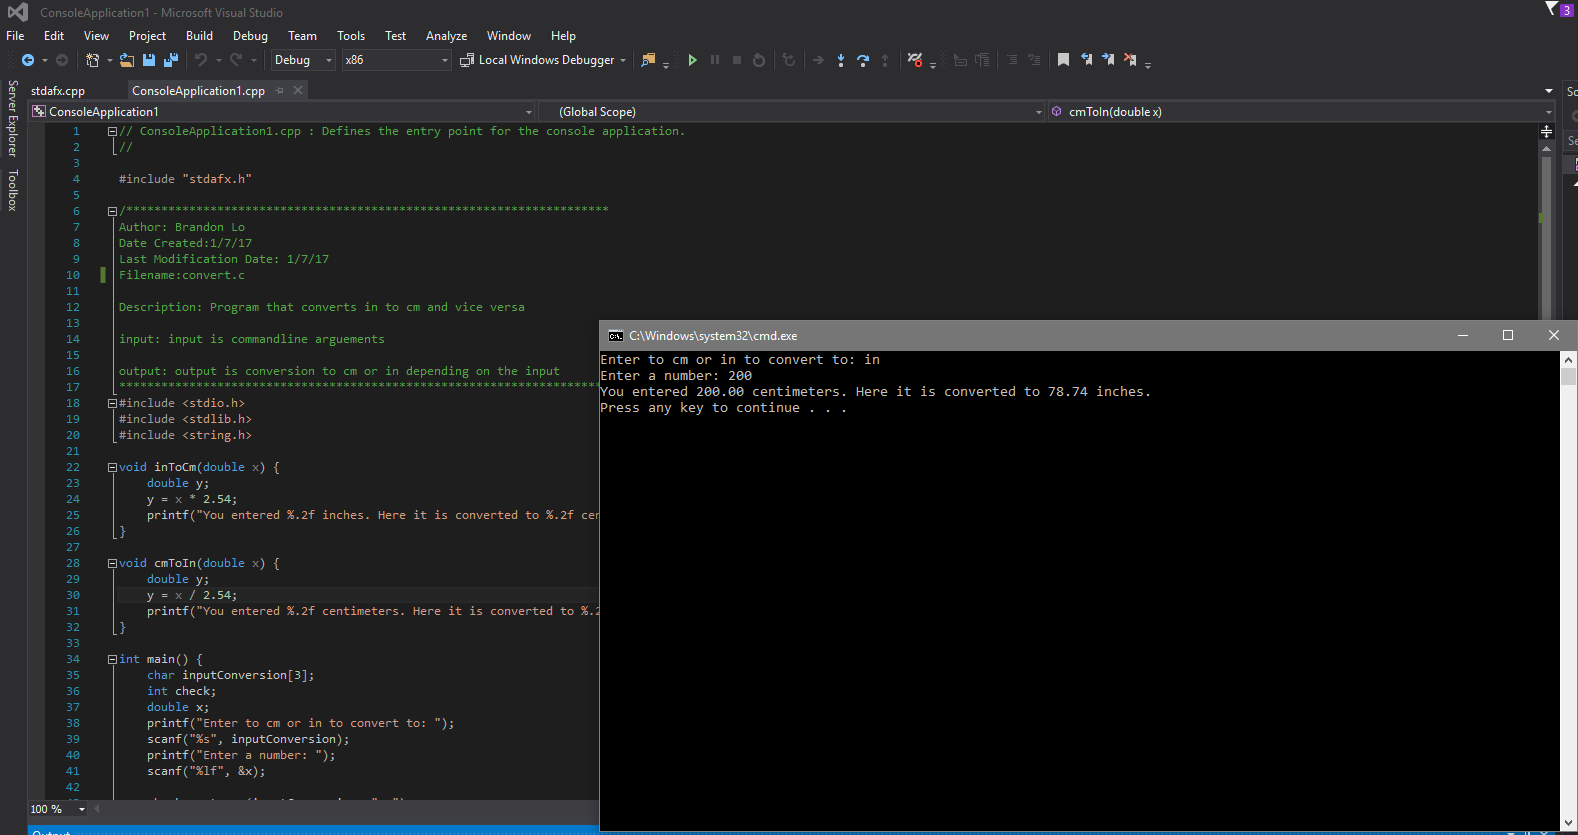 ConsoleApplication1 - Microsoft Visual Studio
3
File Edit View Project Build Debug Team Tools Test Analyze Window Help
Debug x86 Local Windows Debugger
Server Explorer
Toolbox
stdafx.cpp ConsoleApplication1.cpp
ConsoleApplication1 (Global Scope) cmToIn(double x)
1 // ConsoleApplication1.cpp : Defines the entry point for the console application.
2 //
3
4 #include "stdafx.h"
5
6 /*********************************************************************
7 Author: Brandon Lo
8 Date Created:1/7/17
9 Last Modification Date: 1/7/17
10 Filename:convert.c
11
12 Description: Program that converts in to cm and vice versa
13
14 input: input is commandline arguements
15
16 output: output is conversion to cm or in depending on the input
17 *********************************************************************
18 #include <stdio.h>
19 #include <stdlib.h>
20 #include <string.h>
21
22 void inToCm(double x) {
23 double y;
24 y = x * 2.54;
25 printf("You entered %.2f inches. Here it is converted to %.2f cen
26 }
27
28 void cmToIn(double x) {
29 double y;
30 y = x / 2.54;
31 printf("You entered %.2f centimeters. Here it is converted to %.2
32 }
33
34 int main() {
35 char inputConversion[3];
36 int check;
37 double x;
38 printf("Enter to cm or in to convert to: ");
39 scanf("%s", inputConversion);
40 printf("Enter a number: ");
41 scanf("%lf", &x);
42
100 %
Output
C:\Windows\system32\cmd.exe
Enter to cm or in to convert to: in
Enter a number: 200
You entered 200.00 centimeters. Here it is converted to 78.74 inches.
Press any key to continue . . .